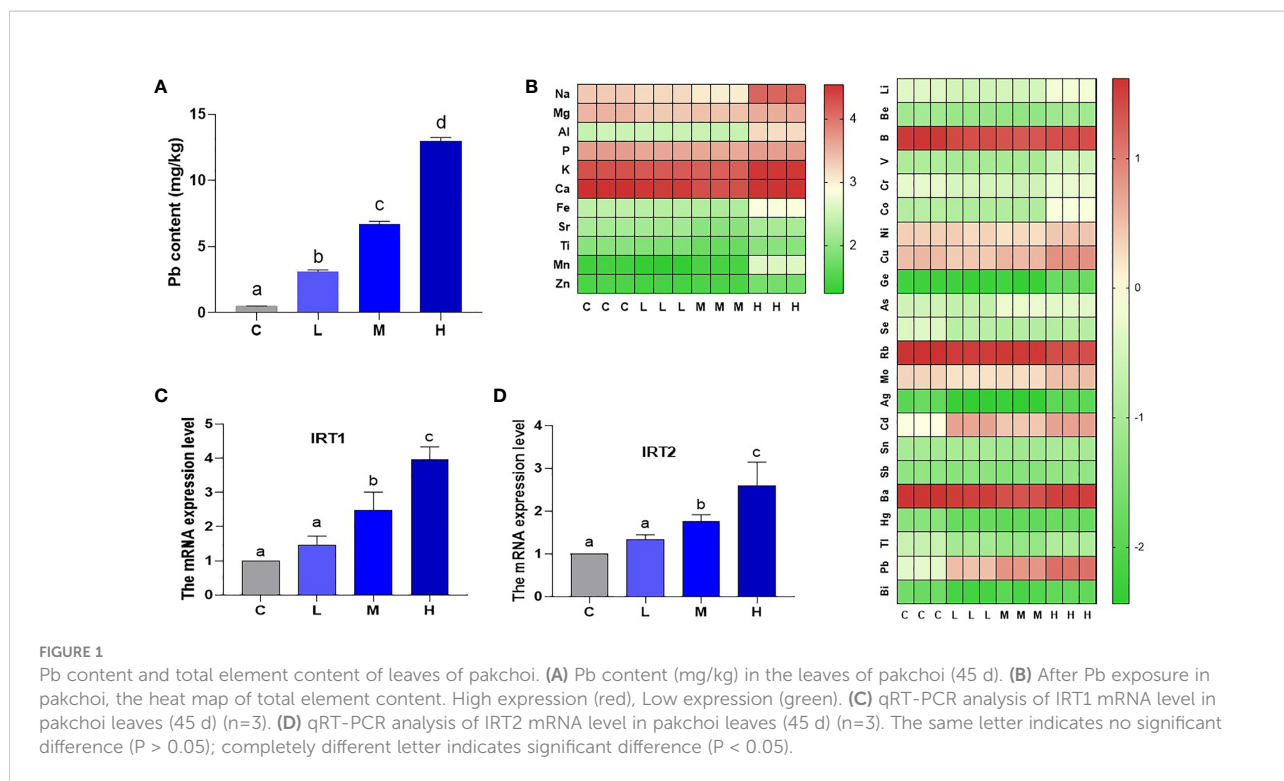 A
Pb content (mg/kg)
15
10
5
0
a
b
c
d
C L M H
B
Na
Mg
Al
P
K
Ca
Fe
Sr
Ti
Mn
Zn
C C C L L L M M M H H H
4
3
2
Li
Be
B
V
Cr
Co
Ni
Cu
Ge
As
Se
Rb
Mo
Ag
Cd
Sn
Sb
Ba
Hg
Tl
Pb
Bi
C C C L L L M M M H H H
1
0
-1
-2
C
The mRNA expression level
IRT1
5
4
3
2
1
0
a
a
b
c
C L M H
D
The mRNA expression level
IRT2
4
3
2
1
0
a
a
b
c
C L M H
FIGURE 1
Pb content and total element content of leaves of pakchoi. (A) Pb content (mg/kg) in the leaves of pakchoi (45 d). (B) After Pb exposure in
pakchoi, the heat map of total element content. High expression (red), Low expression (green). (C) qRT-PCR analysis of IRT1 mRNA level in
pakchoi leaves (45 d) (n=3). (D) qRT-PCR analysis of IRT2 mRNA level in pakchoi leaves (45 d) (n=3). The same letter indicates no significant
difference (P > 0.05); completely different letter indicates significant difference (P < 0.05).